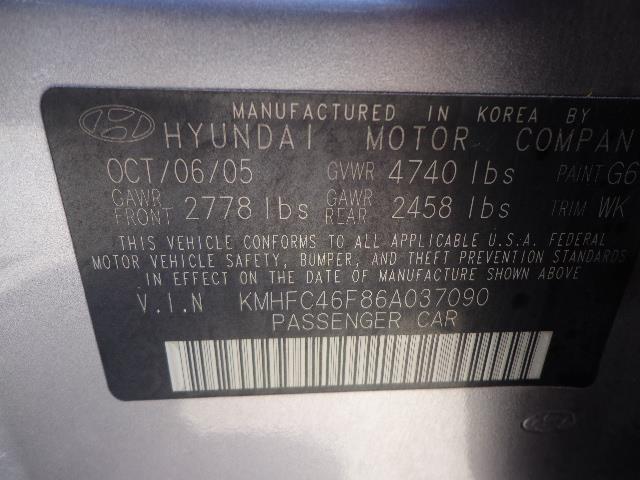 MANUFACTURED IN KOREA BY
HYUNDAI MOTOR COMPAN
OCT/06/05 GVWR 4740 lbs PAINT G6
GAWR FRONT 2778 lbs GAWR REAR 2458 lbs TRIM WK
THIS VEHICLE CONFORMS TO ALL APPLICABLE U.S.A. FEDERAL
MOTOR VEHICLE SAFETY, BUMPER, AND THEFT PREVENTION STANDARDS
IN EFFECT ON THE DATE OF MANUFACTURE SHOWN ABOVE
V.I.N KMHFC46F86A037090
PASSENGER CAR